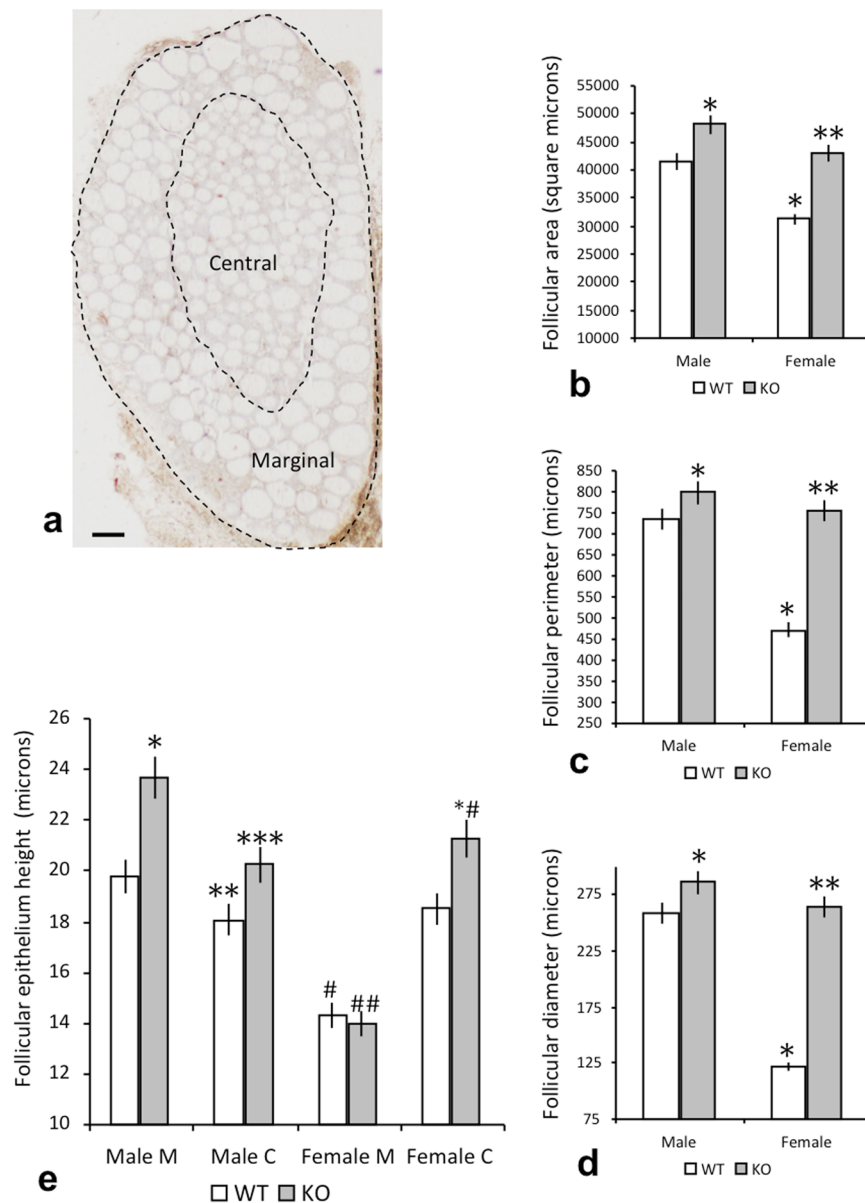 Central
Marginal
a
Follicular area (square microns)
55000
50000
45000
40000
35000
30000
25000
20000
15000
10000
*
*
**
Male Female
WT KO
b
Follicular perimeter (microns)
850
800
750
700
650
600
550
500
450
400
350
300
250
*
*
**
Male Female
WT KO
c
Follicular diameter (microns)
275
225
175
125
75
*
*
**
Male Female
WT KO
d
Follicular epithelium height (microns)
26
24
22
20
18
16
14
12
10
*
**
***
#
##
*#
Male M Male C Female M Female C
WT KO
e